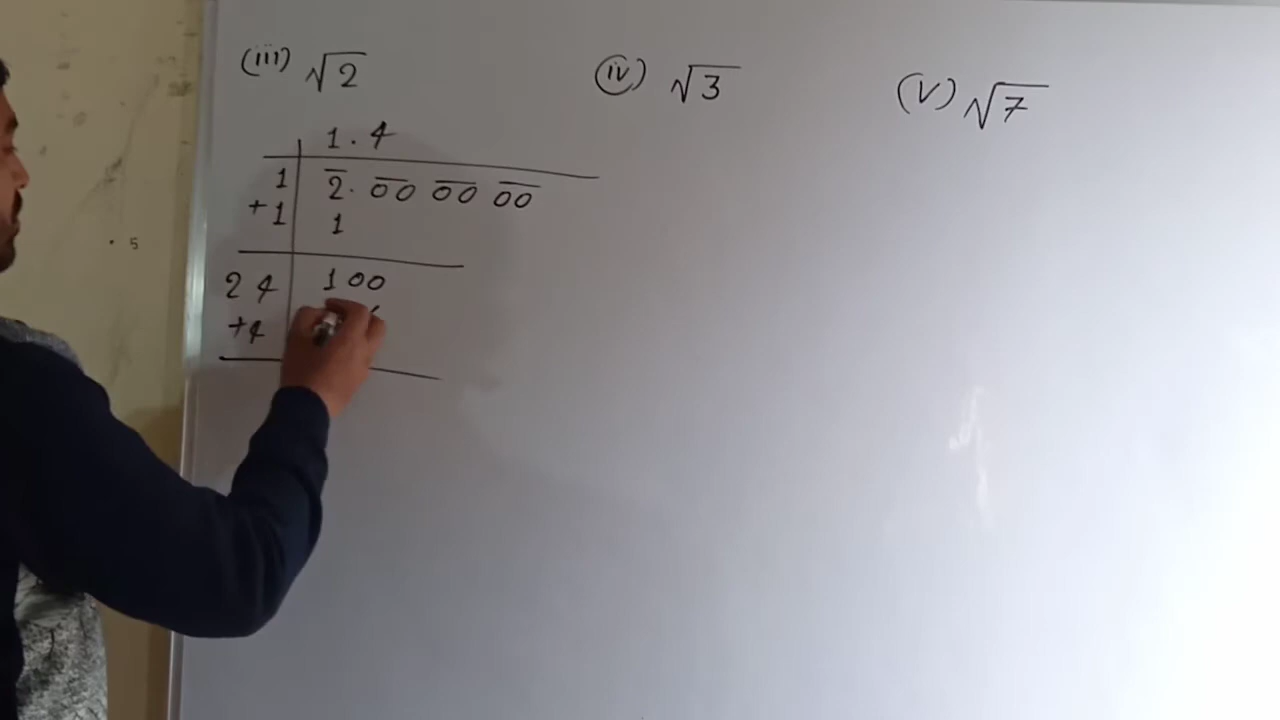 (iii) √2
(iv) √3
(v) √7
1.4
1 2.00 00 00
+1 1
24 100
+4